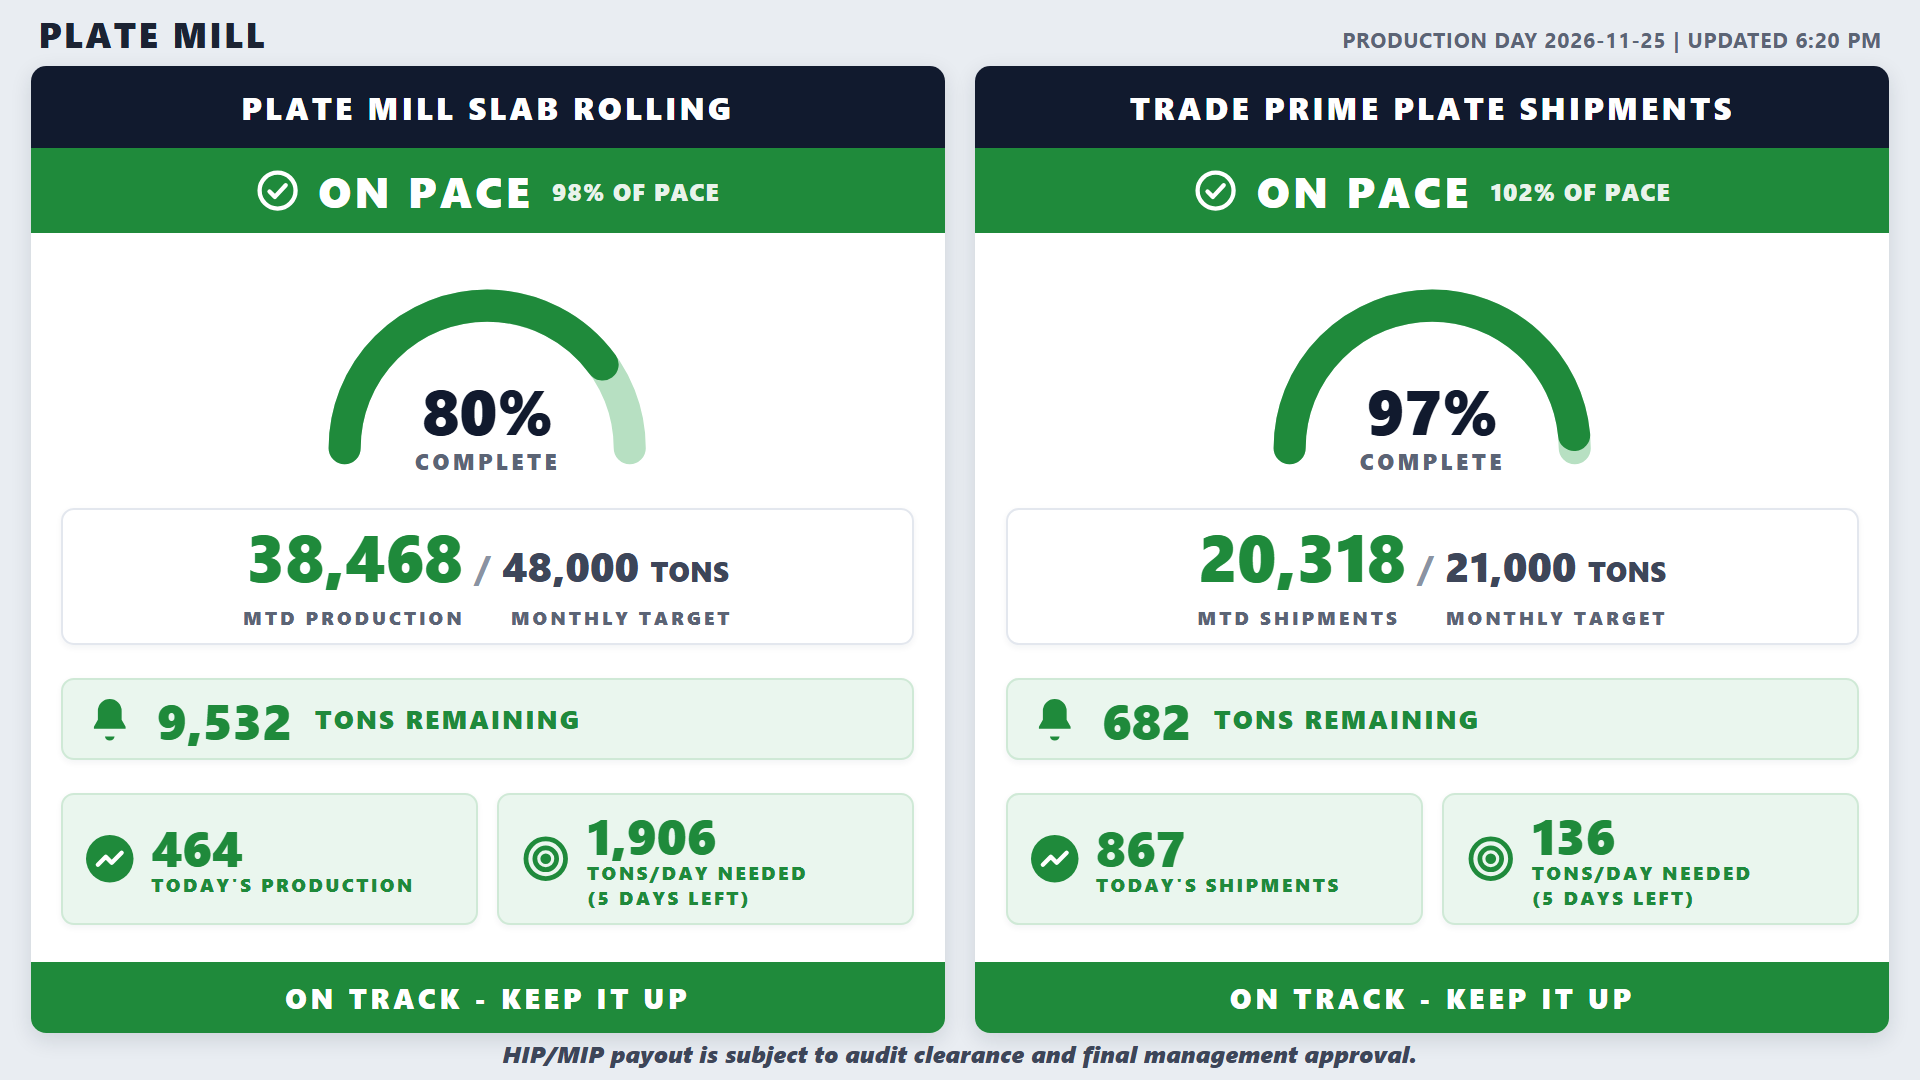 PLATE MILL
PRODUCTION DAY 2026-11-25 | UPDATED 6:20 PM
PLATE MILL SLAB ROLLING
ON PACE 98% OF PACE
80%
COMPLETE
38,468 / 48,000 TONS
MTD PRODUCTION MONTHLY TARGET
9,532 TONS REMAINING
464
TODAY'S PRODUCTION
1,906
TONS/DAY NEEDED
(5 DAYS LEFT)
ON TRACK - KEEP IT UP
TRADE PRIME PLATE SHIPMENTS
ON PACE 102% OF PACE
97%
COMPLETE
20,318 / 21,000 TONS
MTD SHIPMENTS MONTHLY TARGET
682 TONS REMAINING
867
TODAY'S SHIPMENTS
136
TONS/DAY NEEDED
(5 DAYS LEFT)
ON TRACK - KEEP IT UP
HIP/MIP payout is subject to audit clearance and final management approval.